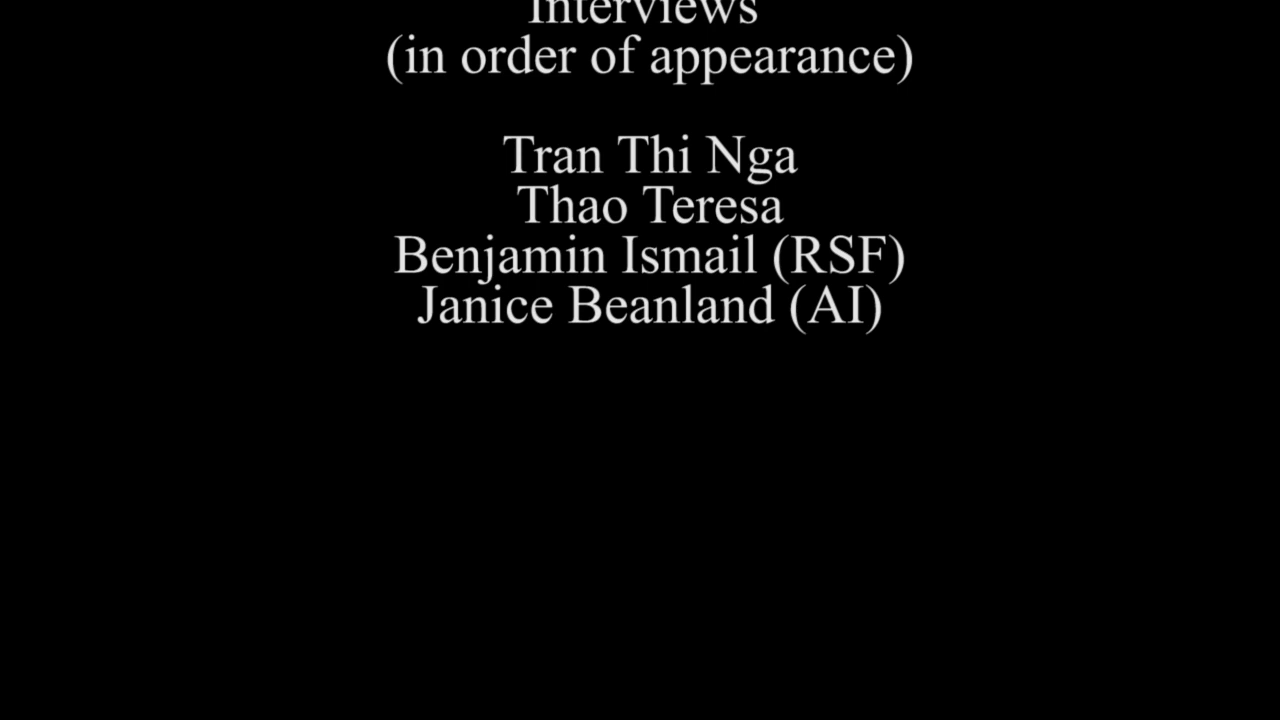 Interviews
(in order of appearance)
Tran Thi Nga
Thao Teresa
Benjamin Ismail (RSF)
Janice Beanland (AI)